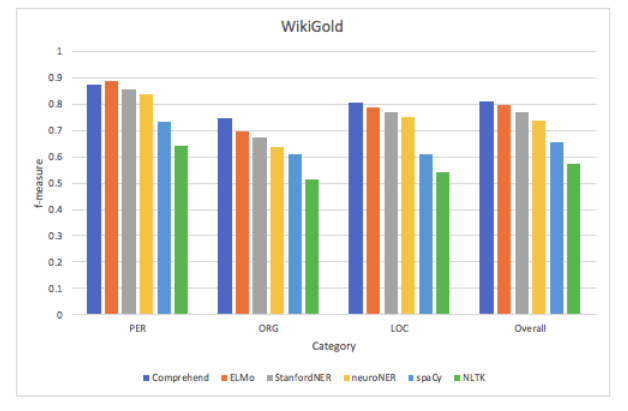 WikiGold
1
0.9
0.8
0.7
0.6
0.5
0.4
0.3
0.2
0.1
0
f-measure
PER ORG LOC Overall
Category
Comprehend ELMo StanfordNER neuroNER spaCy NLTK